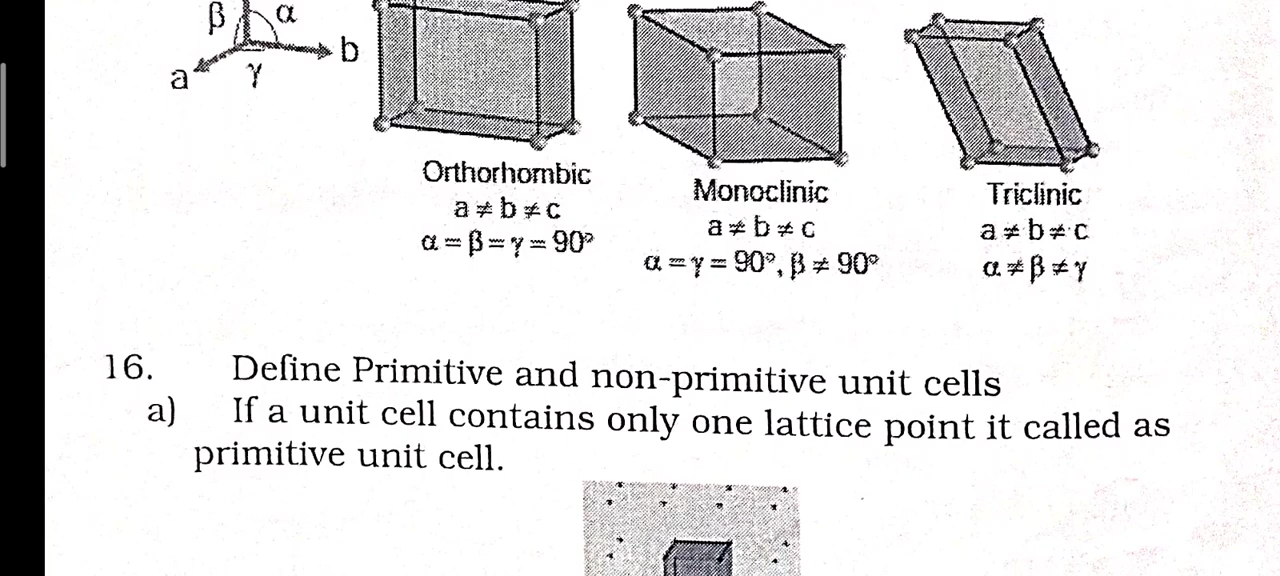 β α
b
a γ
Orthorhombic
a ≠ b ≠ c
α = β = γ = 90°
Monoclinic
a ≠ b ≠ c
α = γ = 90°, β ≠ 90°
Triclinic
a ≠ b ≠ c
α ≠ β ≠ γ
16. Define Primitive and non-primitive unit cells
a) If a unit cell contains only one lattice point it called as
primitive unit cell.